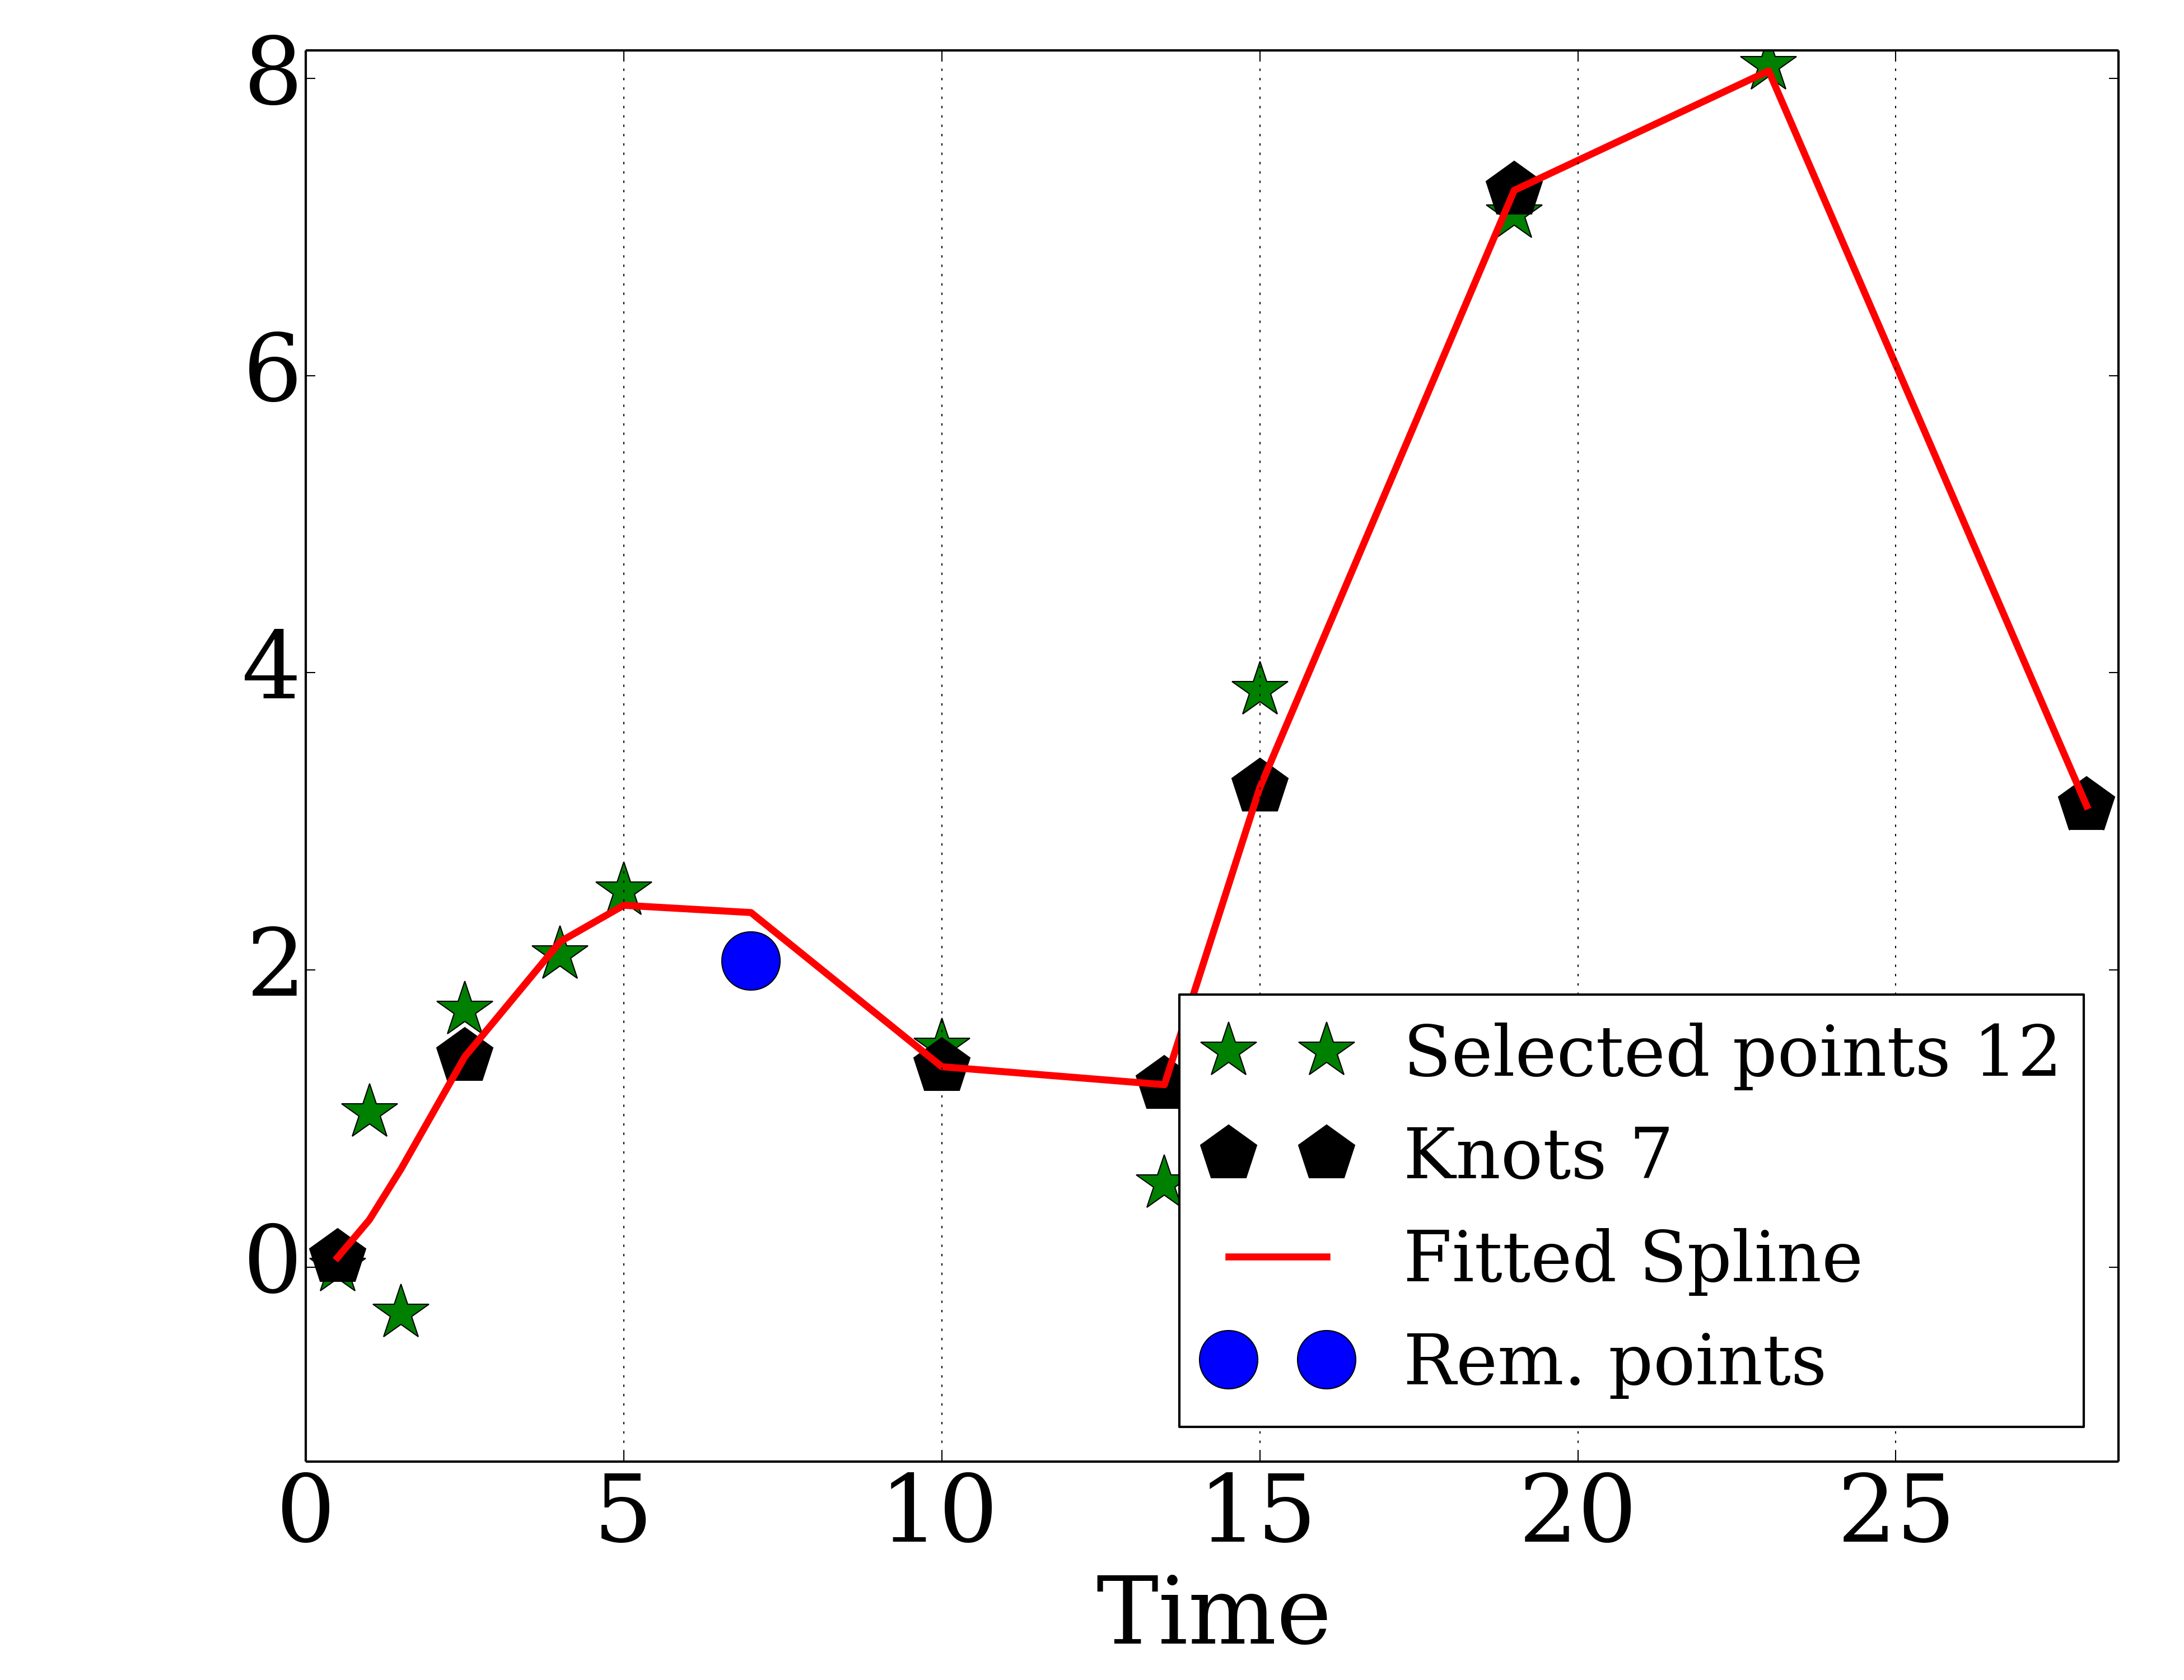 8
6
4
2
0
Selected points 12
Knots 7
Fitted Spline
Rem. points
0 5 10 15 20 25
Time